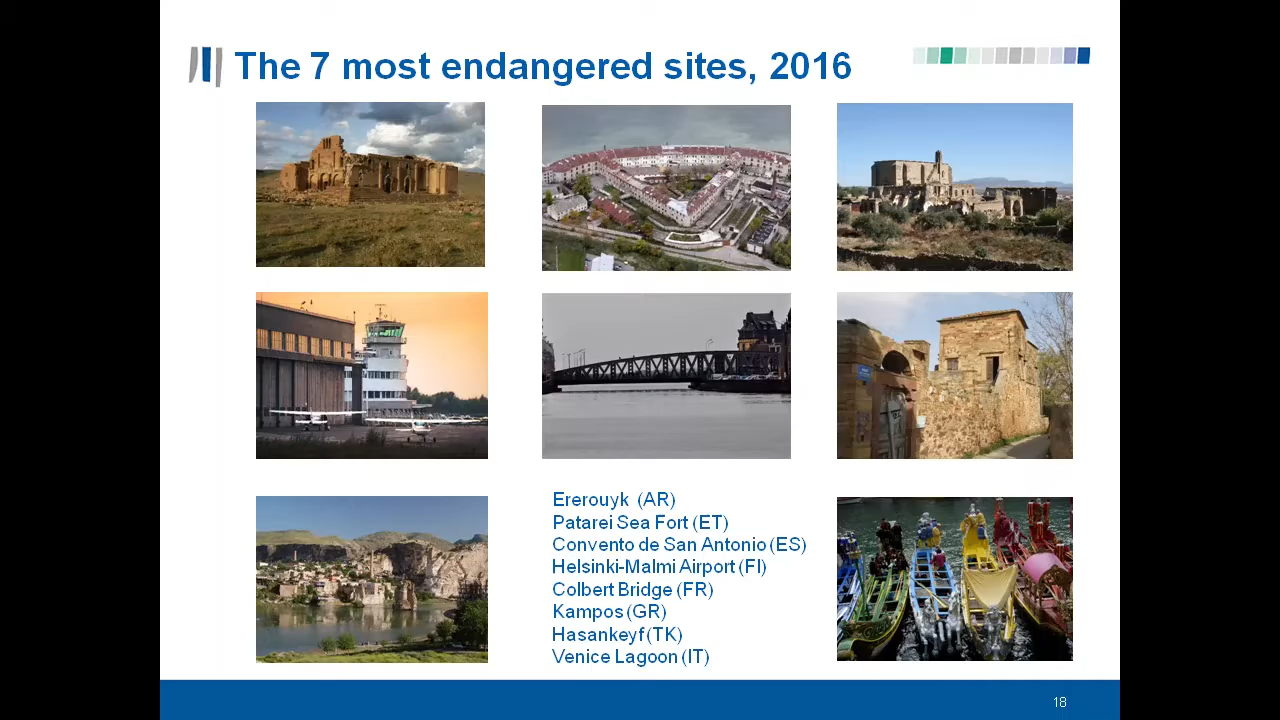 The 7 most endangered sites, 2016
Ererouyk (AR)
Patarei Sea Fort (ET)
Convento de San Antonio (ES)
Helsinki-Malmi Airport (FI)
Colbert Bridge (FR)
Kampos (GR)
Hasankeyf (TK)
Venice Lagoon (IT)
18